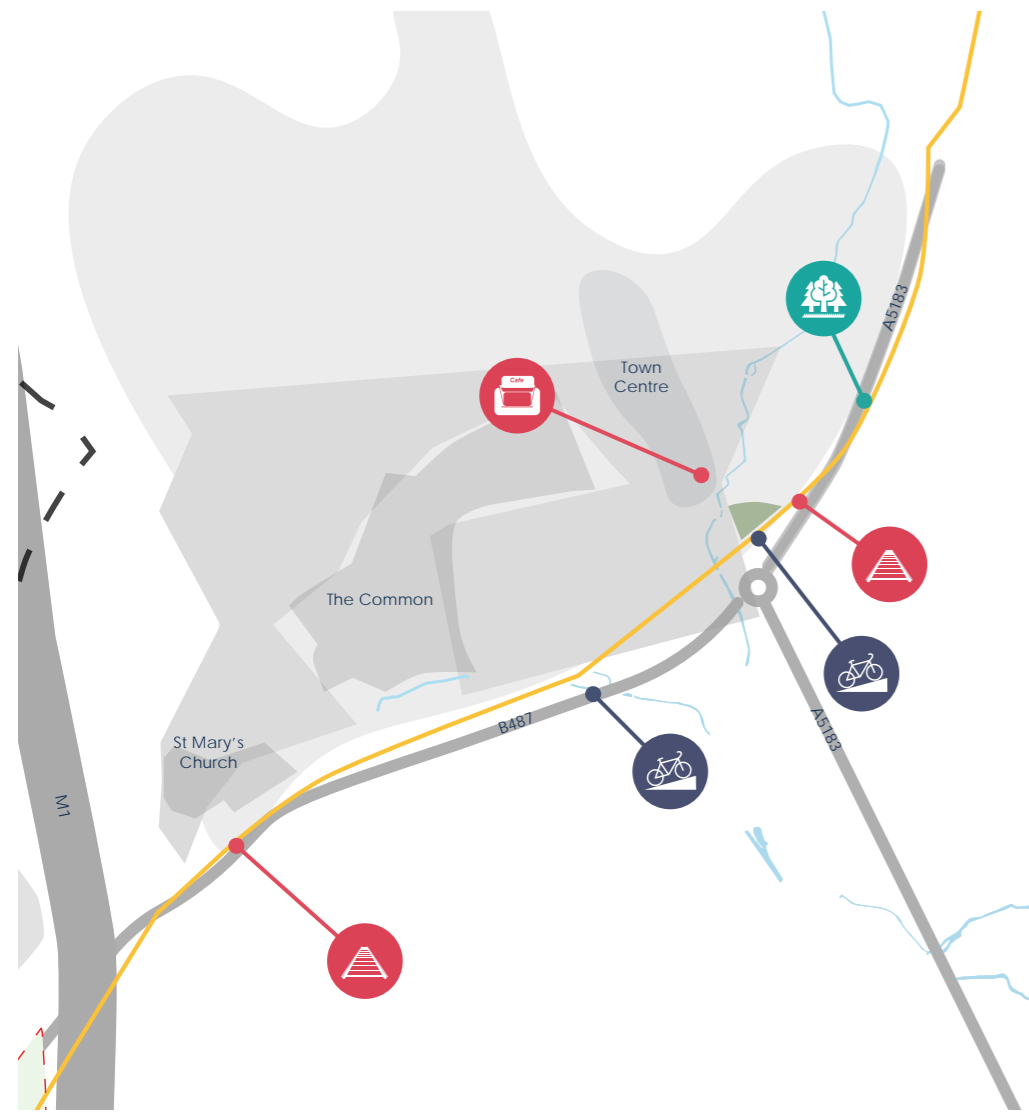 A5183
Town
Centre
Cafe
The Common
St Mary's
Church
B487
A5183
M1